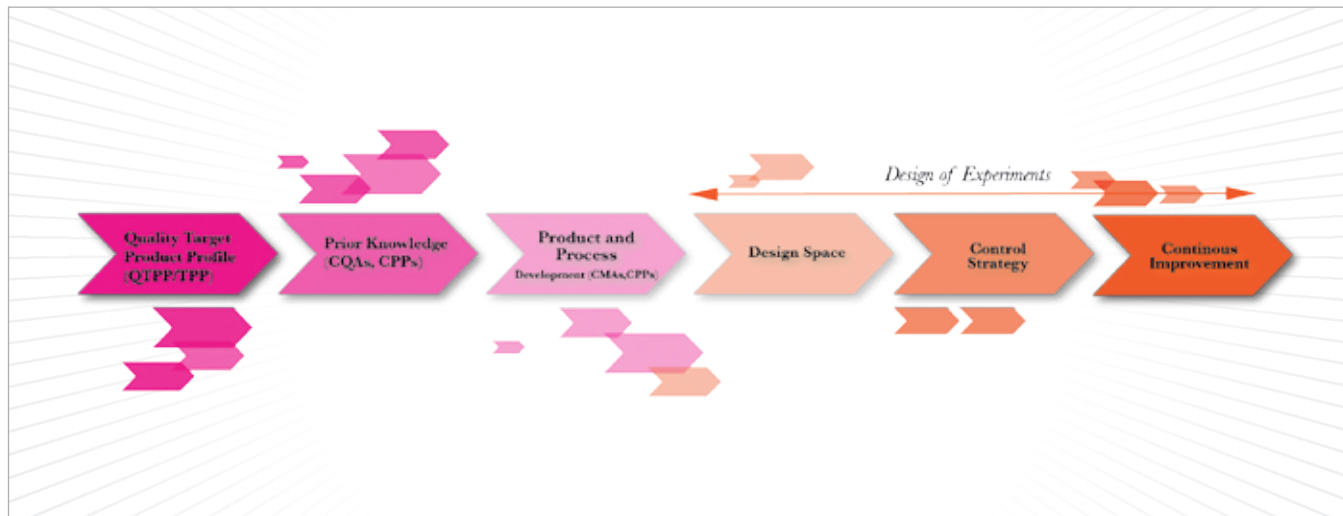 Design of Experiments
Quality Target
Product Profile
(QTPP/TPP)
Prior Knowledge
(CQAs, CPPs)
Product and
Process
Development (CMAs,CPPs)
Design Space
Control
Strategy
Continous
Improvement